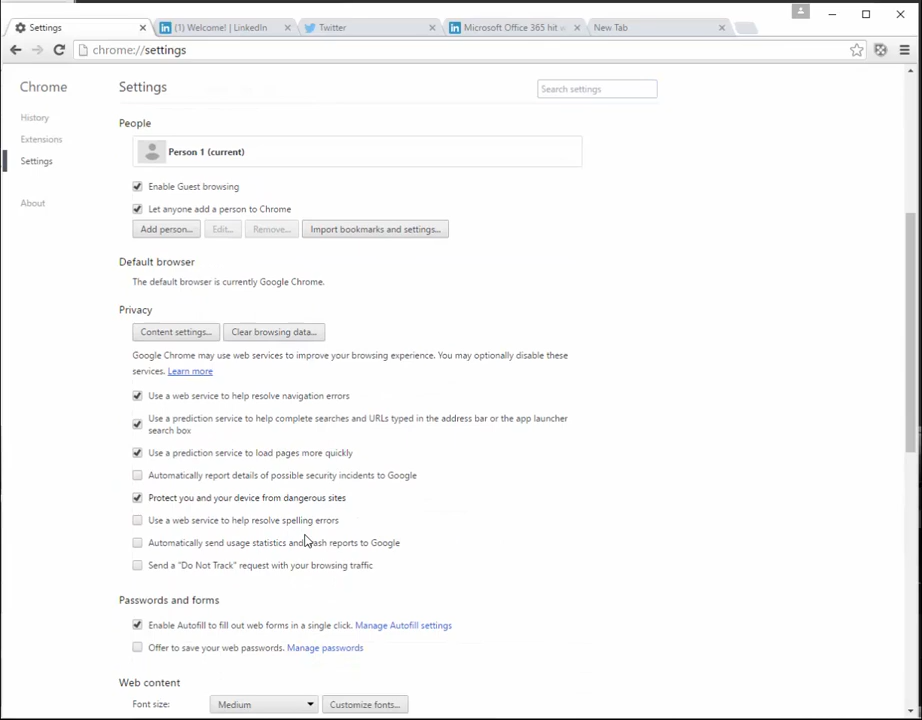 Settings
(1) Welcome! | LinkedIn
Twitter
Microsoft Office 365 hit
New Tab
chrome://settings
Chrome
Settings
Search settings
History
Extensions
Settings
About
People
Person 1 (current)
Enable Guest browsing
Let anyone add a person to Chrome
Add person...
Edit...
Remove...
Import bookmarks and settings...
Default browser
The default browser is currently Google Chrome.
Privacy
Content settings...
Clear browsing data...
Google Chrome may use web services to improve your browsing experience. You may optionally disable these
services. Learn more
Use a web service to help resolve navigation errors
Use a prediction service to help complete searches and URLs typed in the address bar or the app launcher
search box
Use a prediction service to load pages more quickly
Automatically report details of possible security incidents to Google
Protect you and your device from dangerous sites
Use a web service to help resolve spelling errors
Automatically send usage statistics and crash reports to Google
Send a "Do Not Track" request with your browsing traffic
Passwords and forms
Enable Autofill to fill out web forms in a single click. Manage Autofill settings
Offer to save your web passwords. Manage passwords
Web content
Font size:
Medium
Customize fonts...